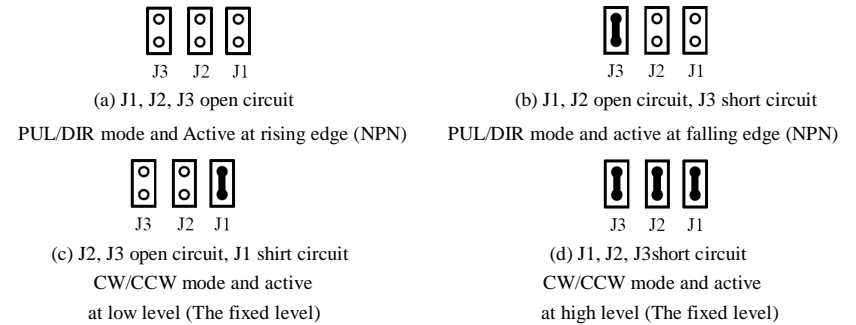 J3 J2 J1
(a) J1, J2, J3 open circuit
PUL/DIR mode and Active at rising edge (NPN)
J3 J2 J1
(b) J1, J2 open circuit, J3 short circuit
PUL/DIR mode and active at falling edge (NPN)
J3 J2 J1
(c) J2, J3 open circuit, J1 shirt circuit
CW/CCW mode and active
at low level (The fixed level)
J3 J2 J1
(d) J1, J2, J3short circuit
CW/CCW mode and active
at high level (The fixed level)